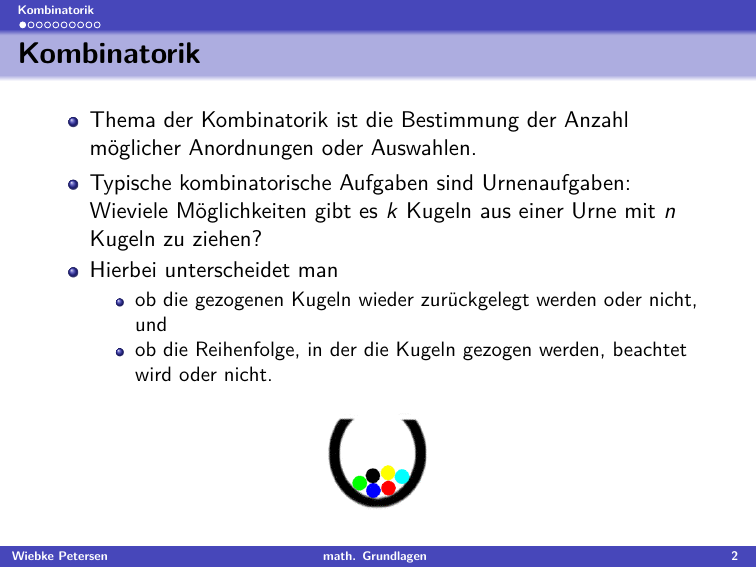 Kombinatorik
Kombinatorik
Thema der Kombinatorik ist die Bestimmung der Anzahl
möglicher Anordnungen oder Auswahlen.
Typische kombinatorische Aufgaben sind Urnenaufgaben:
Wieviele Möglichkeiten gibt es k Kugeln aus einer Urne mit n
Kugeln zu ziehen?
Hierbei unterscheidet man
ob die gezogenen Kugeln wieder zurückgelegt werden oder nicht,
und
ob die Reihenfolge, in der die Kugeln gezogen werden, beachtet
wird oder nicht.
Wiebke Petersen math. Grundlagen 2